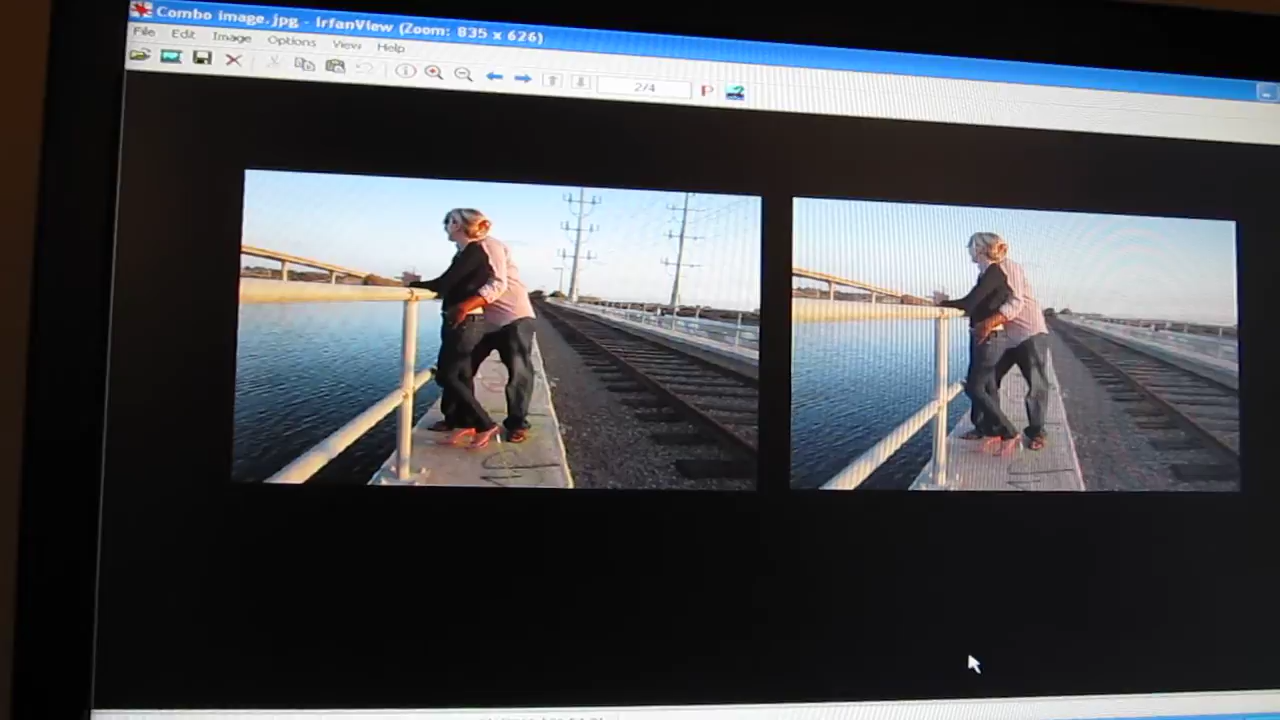 Combo image.jpg - IrfanView (Zoom: 835 x 626)
File Edit Image Options View Help
2/4 P